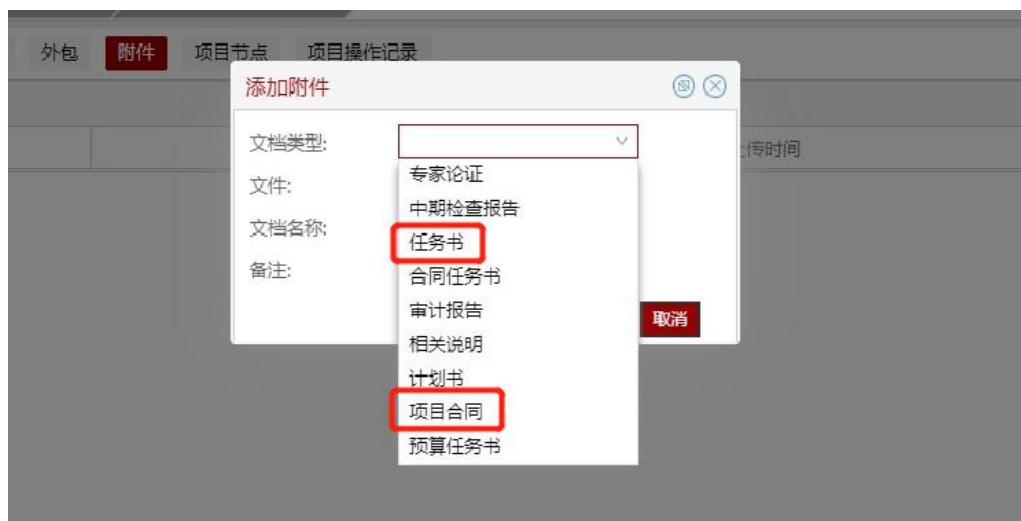 外包 附件 项目节点 项目操作记录
添加附件
文档类型:
上传时间
专家论证
文件:
中期检查报告
文档名称:
任务书
备注:
合同任务书
审计报告
取消
相关说明
计划书
项目合同
预算任务书